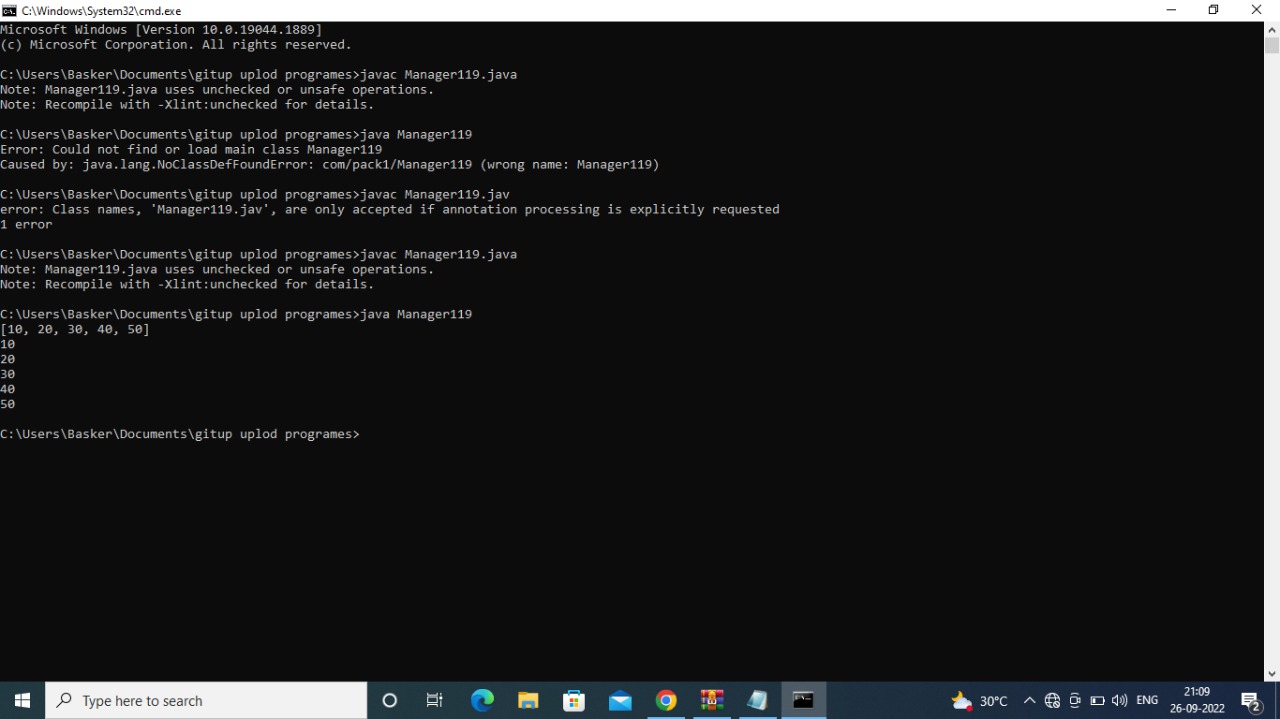 C:\Windows\System32\cmd.exe
Microsoft Windows [Version 10.0.19044.1889]
(c) Microsoft Corporation. All rights reserved.
C:\Users\Basker\Documents\gitup uplod programes>javac Manager119.java
Note: Manager119.java uses unchecked or unsafe operations.
Note: Recompile with -Xlint:unchecked for details.
C:\Users\Basker\Documents\gitup uplod programes>java Manager119
Error: Could not find or load main class Manager119
Caused by: java.lang.NoClassDefFoundError: com/pack1/Manager119 (wrong name: Manager119)
C:\Users\Basker\Documents\gitup uplod programes>javac Manager119.jav
error: Class names, 'Manager119.jav', are only accepted if annotation processing is explicitly requested
1 error
C:\Users\Basker\Documents\gitup uplod programes>javac Manager119.java
Note: Manager119.java uses unchecked or unsafe operations.
Note: Recompile with -Xlint:unchecked for details.
C:\Users\Basker\Documents\gitup uplod programes>java Manager119
[10, 20, 30, 40, 50]
10
20
30
40
50
C:\Users\Basker\Documents\gitup uplod programes>
Type here to search
30°C
ENG
21:09
26-09-2022
2